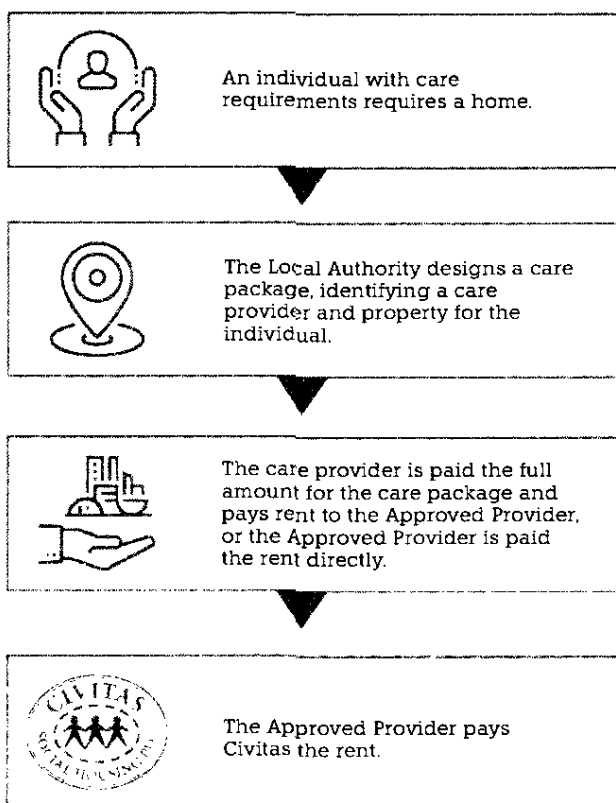 An individual with care
requirements requires a home.
The Local Authority designs a care
package, identifying a care
provider and property for the
individual.
The care provider is paid the full
amount for the care package and
pays rent to the Approved Provider,
or the Approved Provider is paid
the rent directly.
CIVITAS
SOCIAL HOUSING PLC
The Approved Provider pays
Civitas the rent.